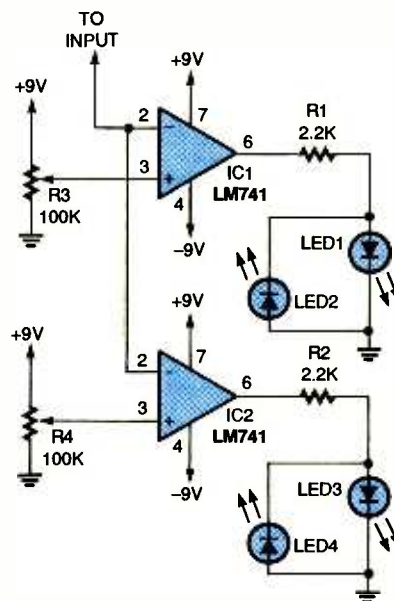 TO
INPUT
+9V
+9V
2
7
−
6
R1
2.2K
3
+
IC1
LM741
R3
100K
4
−9V
LED1
LED2
+9V
+9V
2
7
−
6
R2
2.2K
3
+
IC2
LM741
R4
100K
4
−9V
LED3
LED4